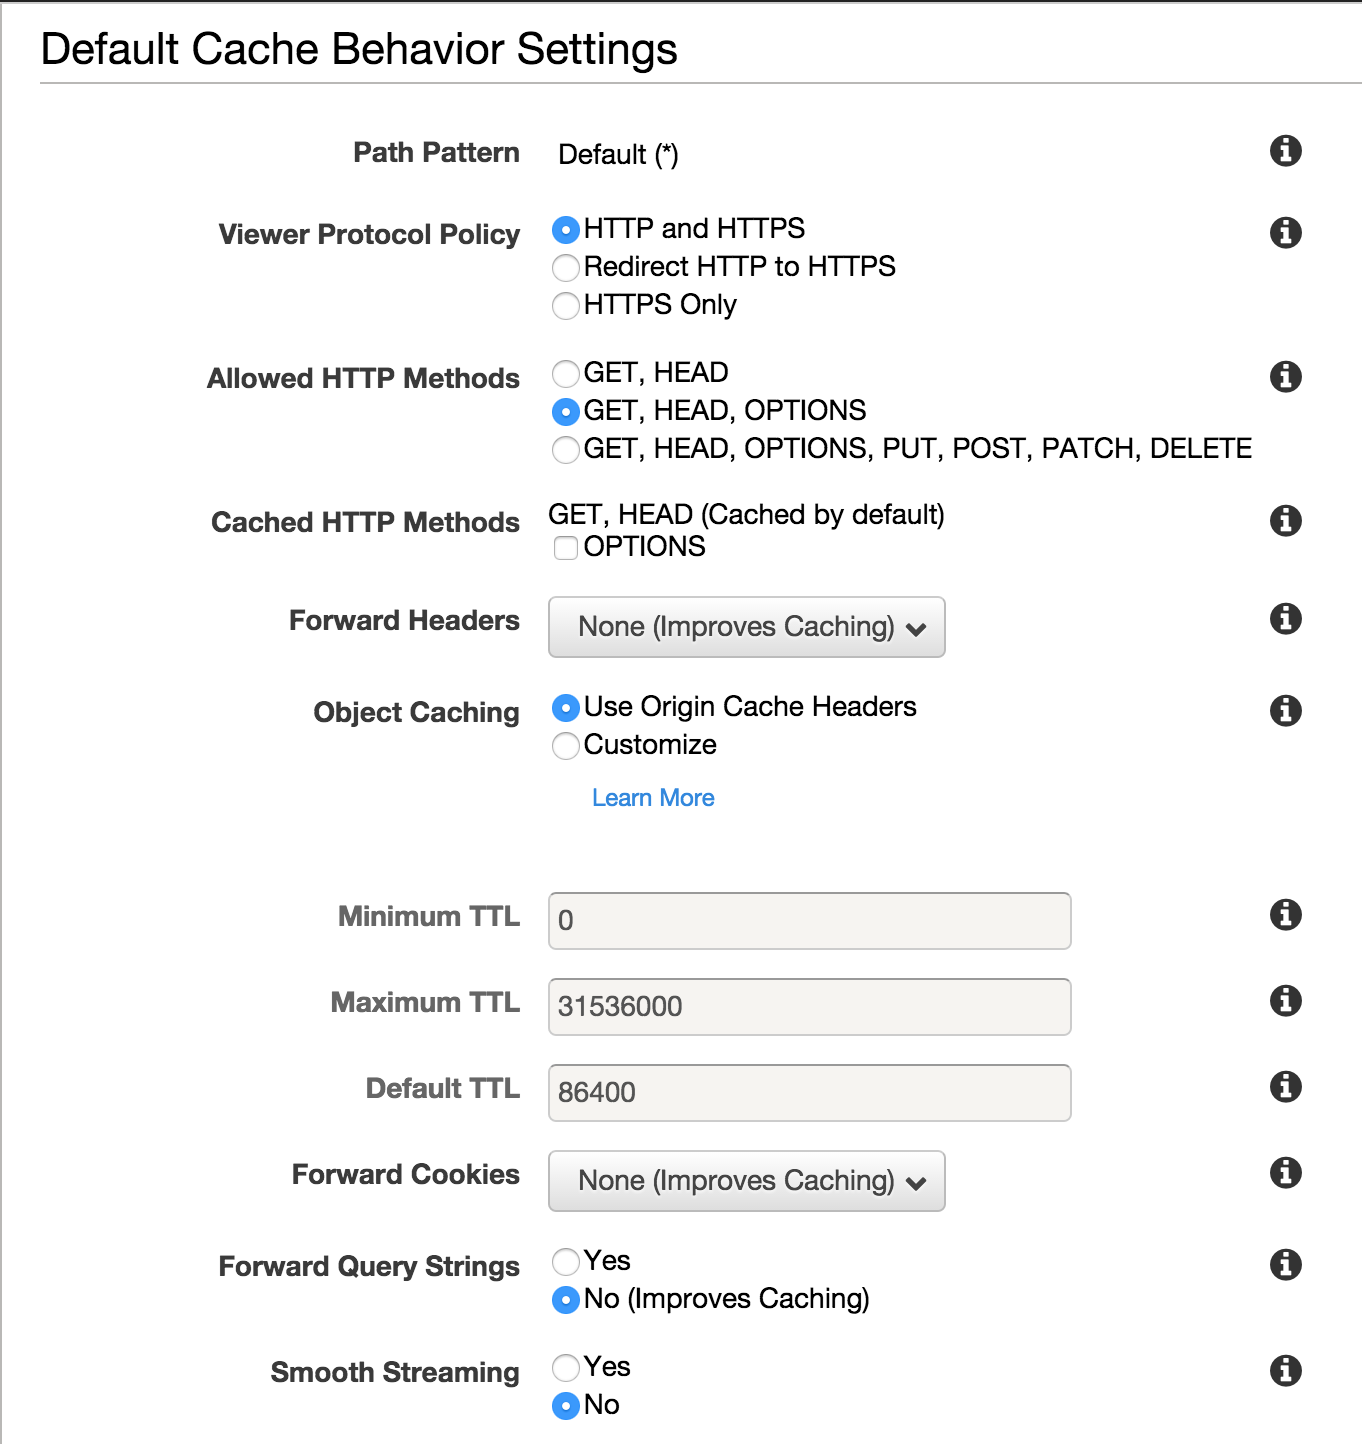 Default Cache Behavior Settings
Path Pattern Default (*)
Viewer Protocol Policy HTTP and HTTPS
Redirect HTTP to HTTPS
HTTPS Only
Allowed HTTP Methods GET, HEAD
GET, HEAD, OPTIONS
GET, HEAD, OPTIONS, PUT, POST, PATCH, DELETE
Cached HTTP Methods GET, HEAD (Cached by default)
OPTIONS
Forward Headers None (Improves Caching)
Object Caching Use Origin Cache Headers
Customize
Learn More
Minimum TTL 0
Maximum TTL 31536000
Default TTL 86400
Forward Cookies None (Improves Caching)
Forward Query Strings Yes
No (Improves Caching)
Smooth Streaming Yes
No